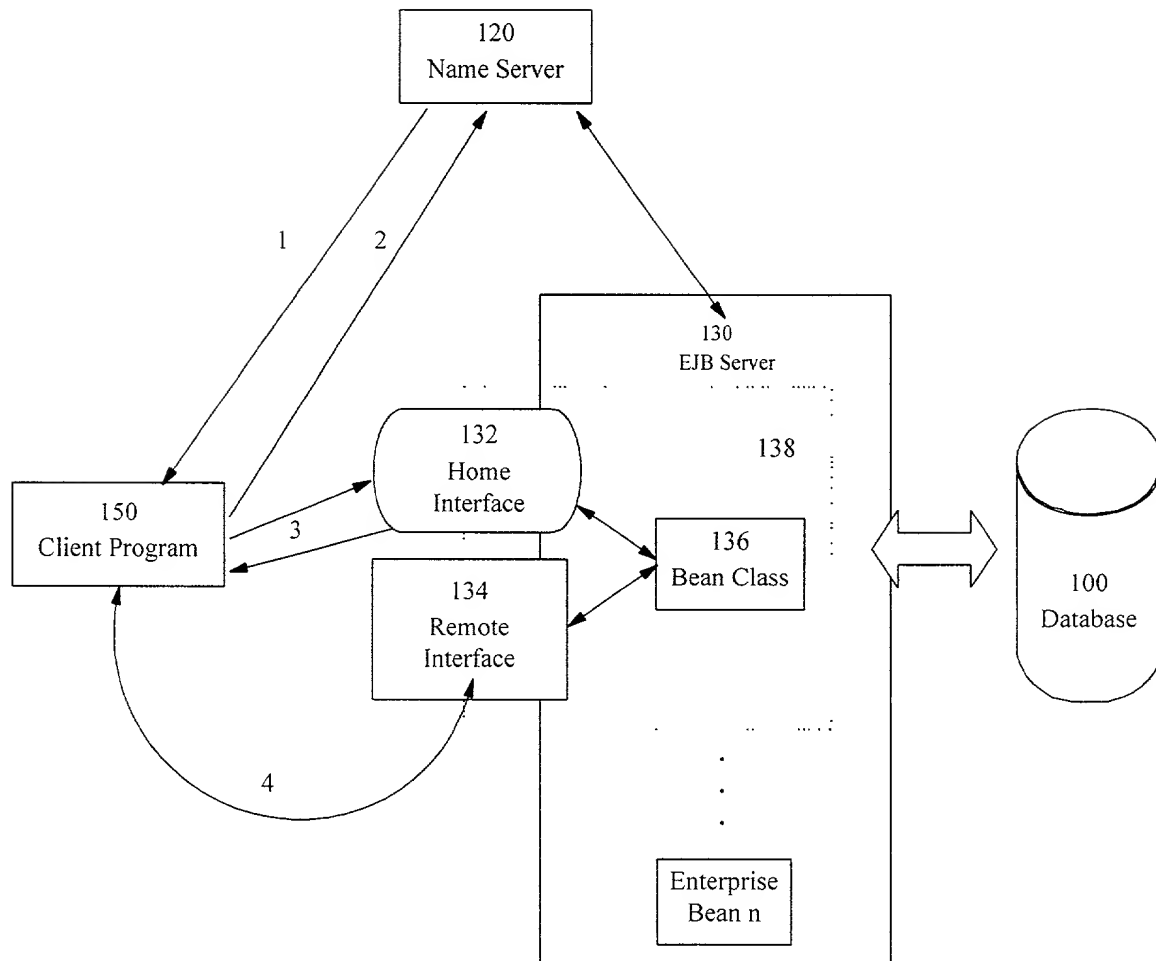 120
Name Server
1
2
130
EJB Server
132
Home
Interface
138
150
Client Program
3
136
Bean Class
134
Remote
Interface
100
Database
4
Enterprise
Bean n